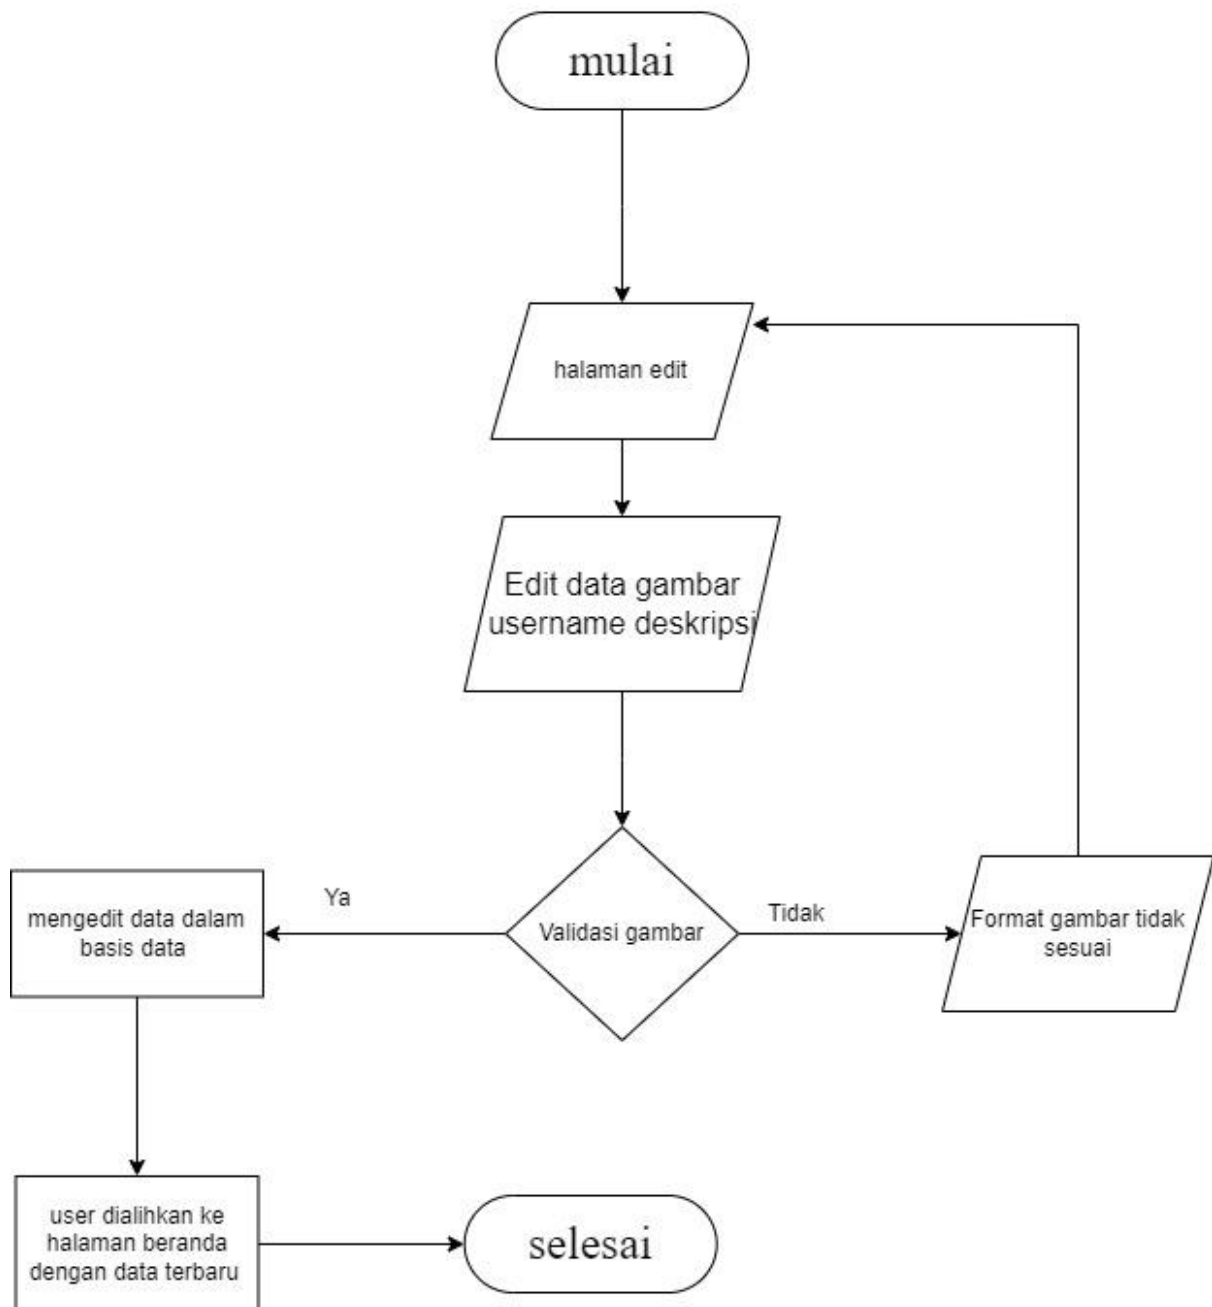 mulai
halaman edit
Edit data gambar
username deskripsi
Ya
Tidak
mengedit data dalam
basis data
Validasi gambar
Format gambar tidak
sesuai
user dialihkan ke
halaman beranda
dengan data terbaru
selesai